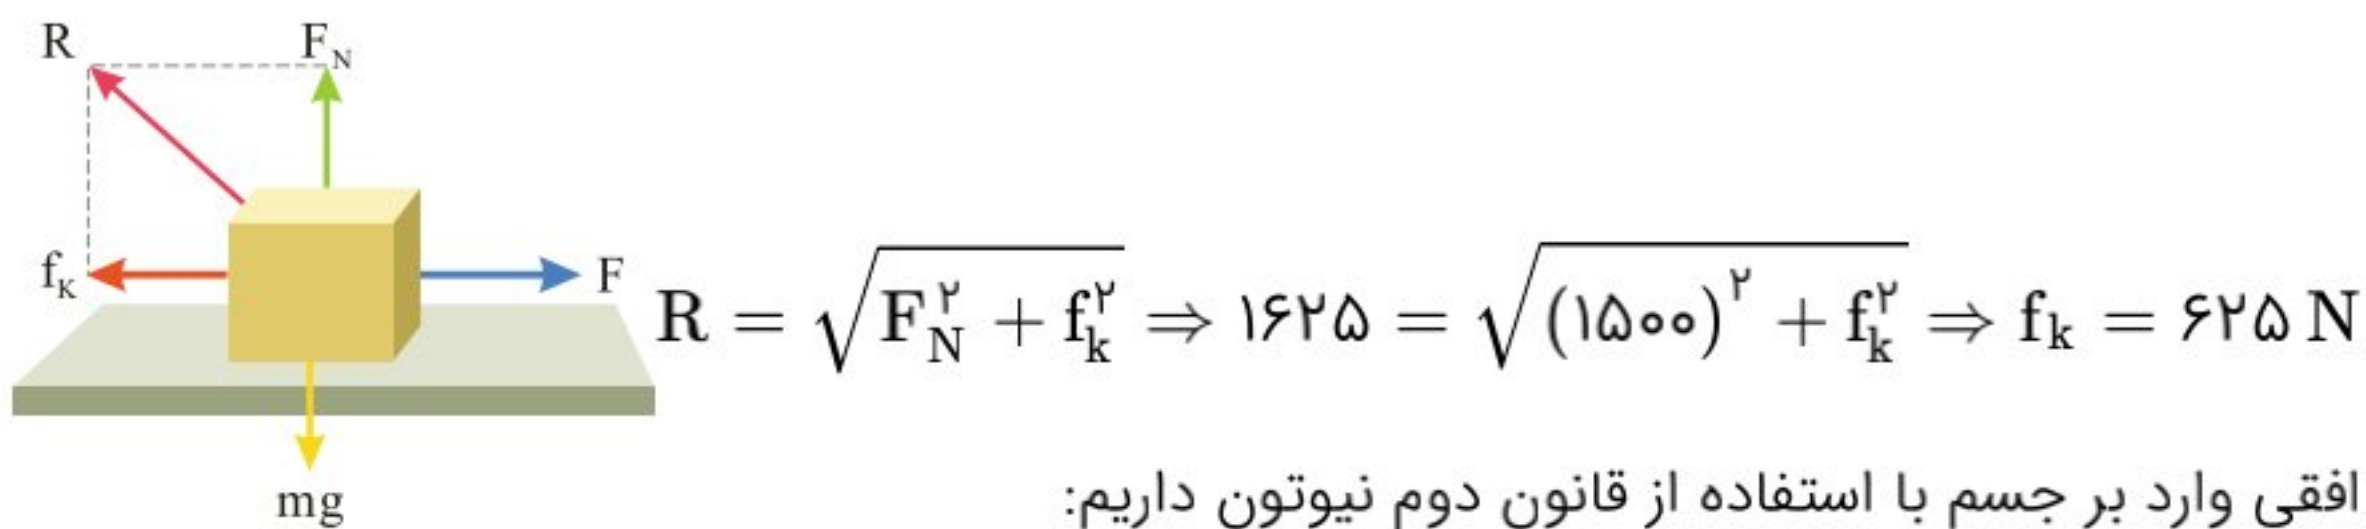 R
F_N
f_K
F
R = √(F_N^۲ + f_k^۲) ⇒ ۱۶۲۵ = √((۱۵۰۰)^۲ + f_k^۲) ⇒ f_k = ۶۲۵ N
mg
افقی وارد بر جسم با استفاده از قانون دوم نیوتون داریم: